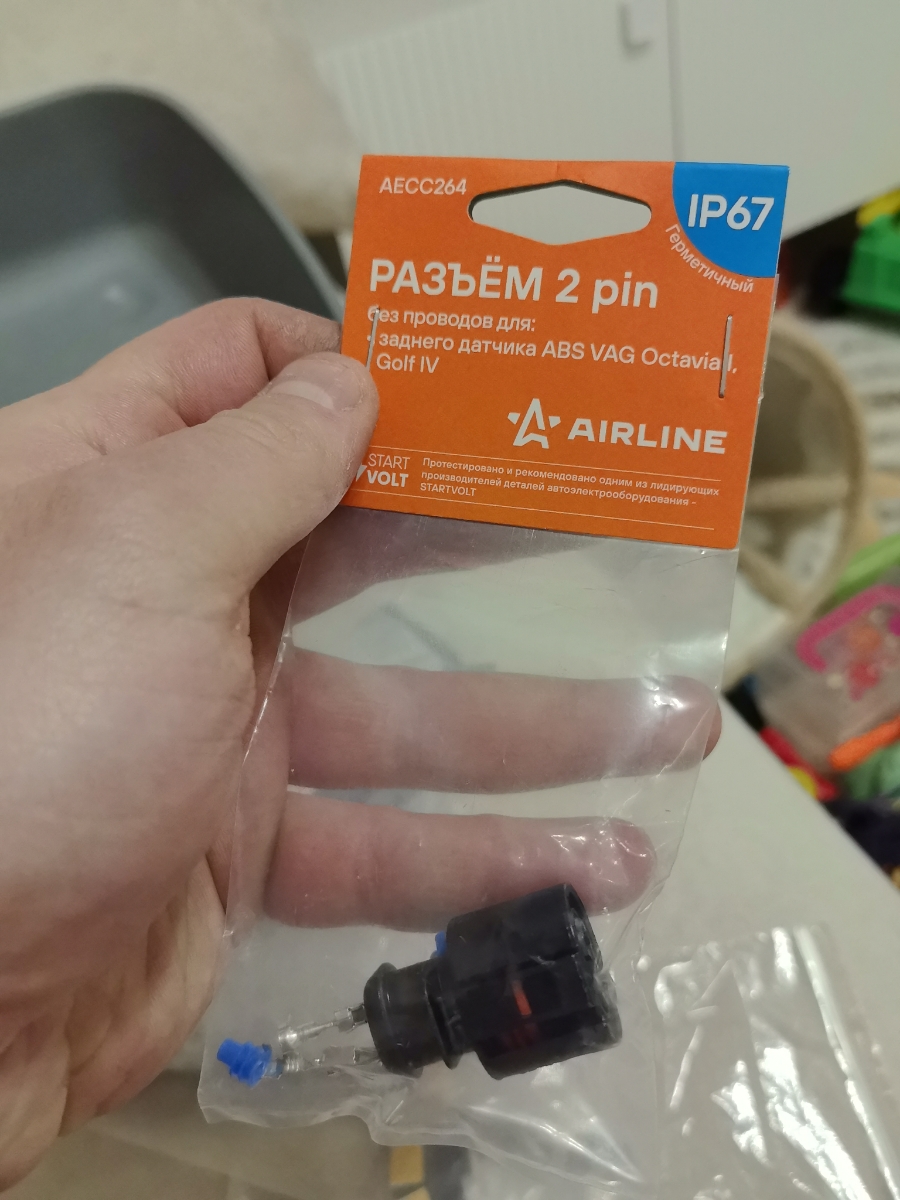 AECC264
IP67
Герметичный
РАЗЪЁМ 2 pin
без проводов для:
заднего датчика ABS VAG Octavia I,
Golf IV
AIRLINE
START
VOLT
Протестировано и рекомендовано одним из лидирующих
производителей деталей автоэлектрооборудования –
STARTVOLT